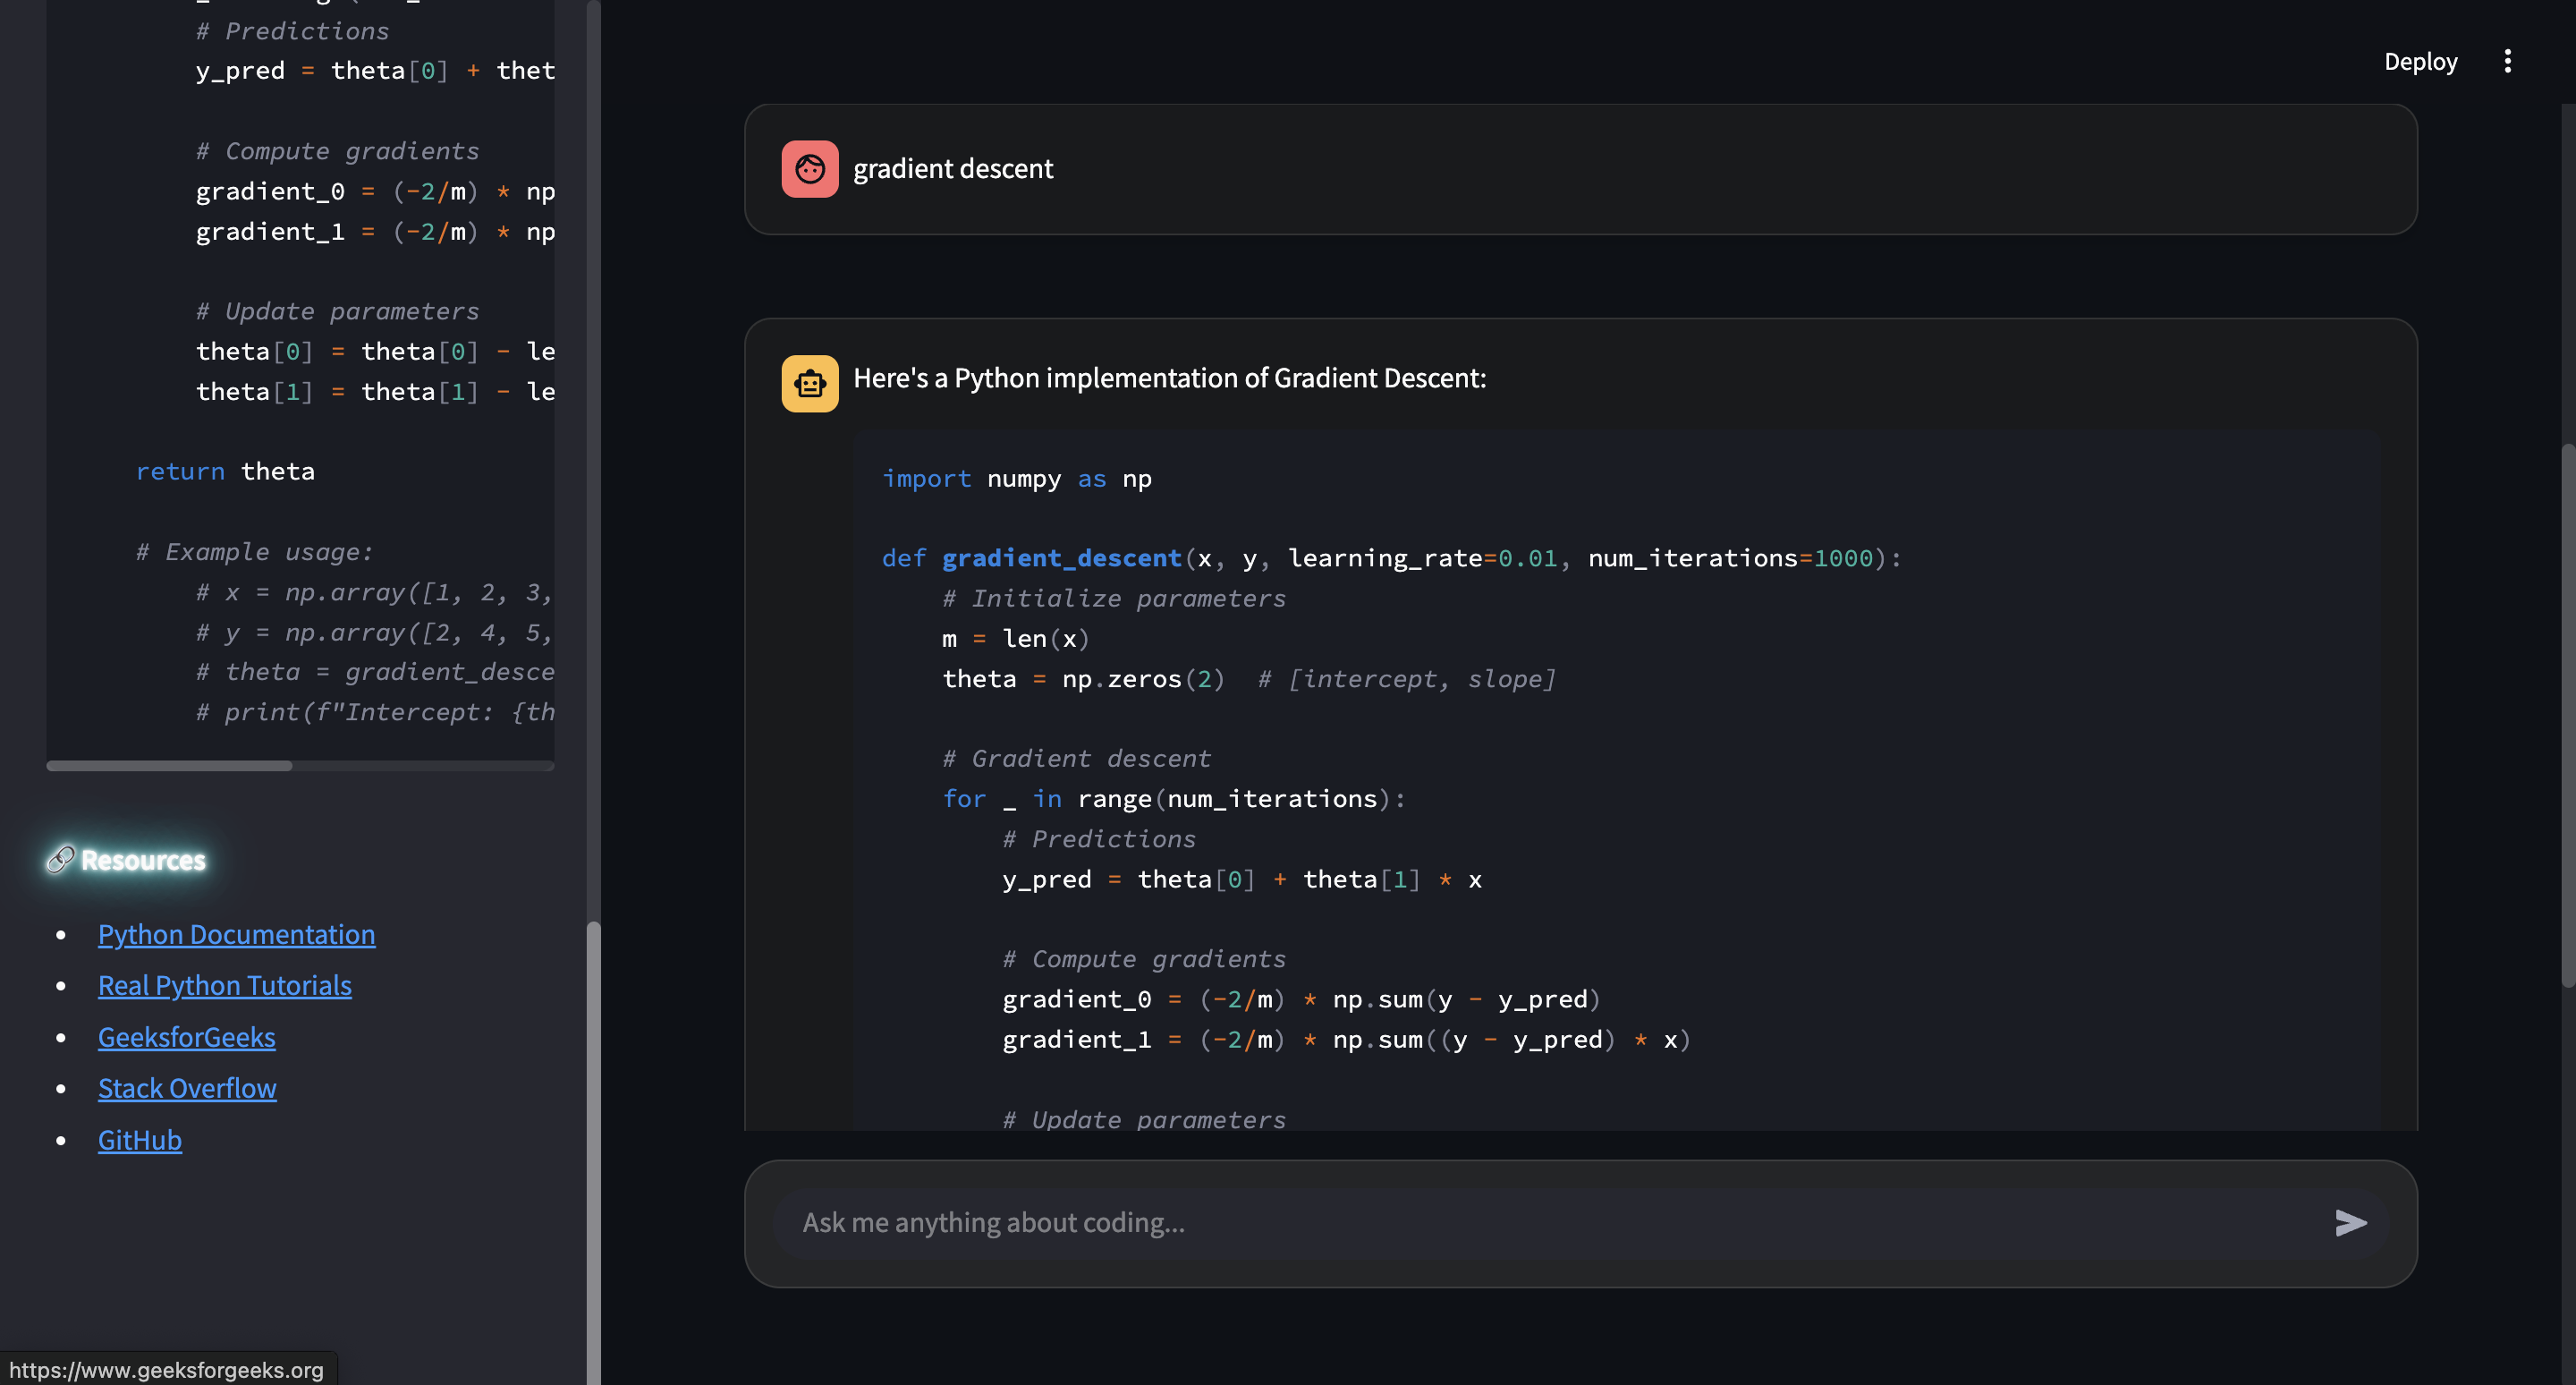 # Predictions
y_pred = theta[0] + thet
# Compute gradients
gradient_0 = (-2/m) * np
gradient_1 = (-2/m) * np
# Update parameters
theta[0] = theta[0] - le
theta[1] = theta[1] - le
return theta
# Example usage:
# x = np.array([1, 2, 3,
# y = np.array([2, 4, 5,
# theta = gradient_desce
# print(f"Intercept: {th
🔗 Resources
• Python Documentation
• Real Python Tutorials
• GeeksforGeeks
• Stack Overflow
• GitHub
https://www.geeksforgeeks.org
Deploy
gradient descent
Here's a Python implementation of Gradient Descent:
import numpy as np
def gradient_descent(x, y, learning_rate=0.01, num_iterations=1000):
# Initialize parameters
m = len(x)
theta = np.zeros(2)  # [intercept, slope]
# Gradient descent
for _ in range(num_iterations):
# Predictions
y_pred = theta[0] + theta[1] * x
# Compute gradients
gradient_0 = (-2/m) * np.sum(y - y_pred)
gradient_1 = (-2/m) * np.sum((y - y_pred) * x)
# Update parameters
Ask me anything about coding...